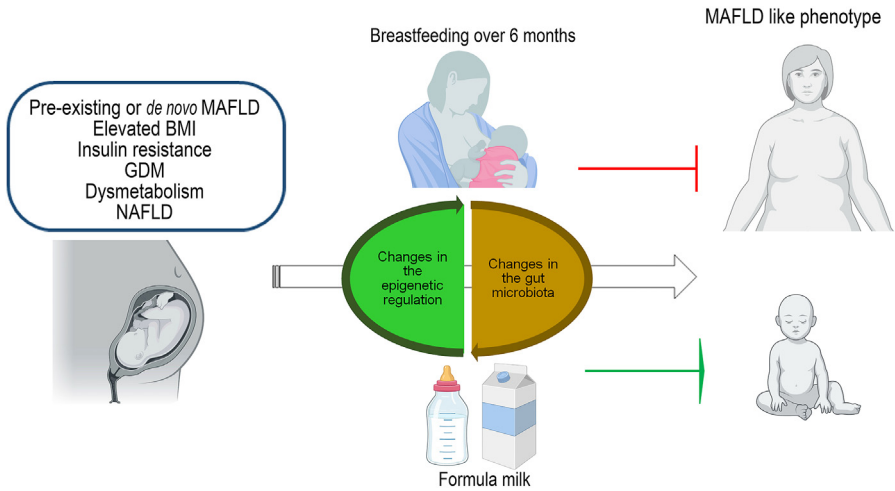 MAFLD like phenotype
Breastfeeding over 6 months
Pre-existing or de novo MAFLD
Elevated BMI
Insulin resistance
GDM
Dysmetabolism
NAFLD
Changes in
the
epigenetic
regulation
Changes in
the gut
microbiota
Formula milk